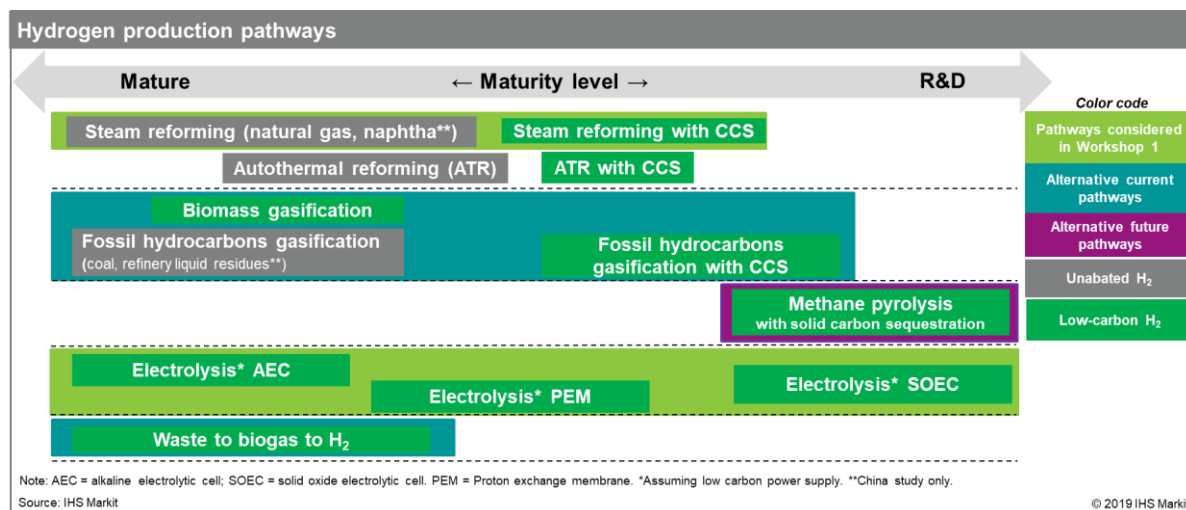 Hydrogen production pathways
Mature
← Maturity level →
R&D
Color code
Steam reforming (natural gas, naphtha**)
Steam reforming with CCS
Pathways considered
in Workshop 1
Autothermal reforming (ATR)
ATR with CCS
Alternative current
pathways
Biomass gasification
Alternative future
pathways
Fossil hydrocarbons gasification
(coal, refinery liquid residues**)
Fossil hydrocarbons
gasification with CCS
Unabated H₂
Methane pyrolysis
with solid carbon sequestration
Low-carbon H₂
Electrolysis* AEC
Electrolysis* PEM
Electrolysis* SOEC
Waste to biogas to H₂
Note: AEC = alkaline electrolytic cell; SOEC = solid oxide electrolytic cell. PEM = Proton exchange membrane. *Assuming low carbon power supply. **China study only.
Source: IHS Markit
© 2019 IHS Marki